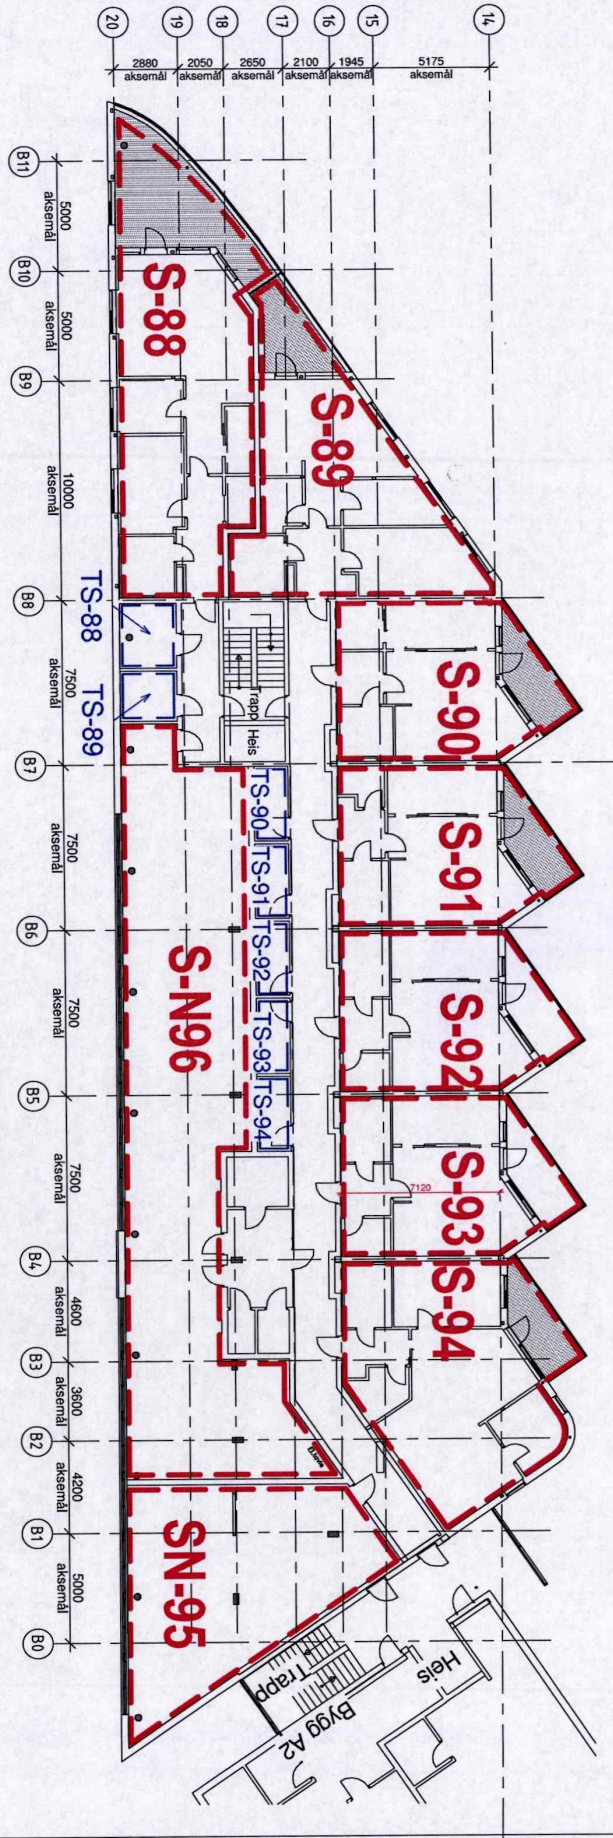 20
19
18
17
16
15
14
2880
aksemål
2050
aksemål
2650
aksemål
2100
aksemål
1945
aksemål
5175
aksemål
B11
5000
aksemål
B10
5000
aksemål
B9
10000
aksemål
B8
7500
aksemål
B7
7500
aksemål
B6
7500
aksemål
B5
7500
aksemål
B4
4600
aksemål
B3
3600
aksemål
B2
4200
aksemål
B1
5000
aksemål
B0
S-88
S-89
TS-88
TS-89
Trapp
Heis
S-90
S-91
S-92
S-93
S-94
7120
TS-90
TS-91
TS-92
TS-93
TS-94
S-N96
SN-95
Trapp
Heis
Bygg A2